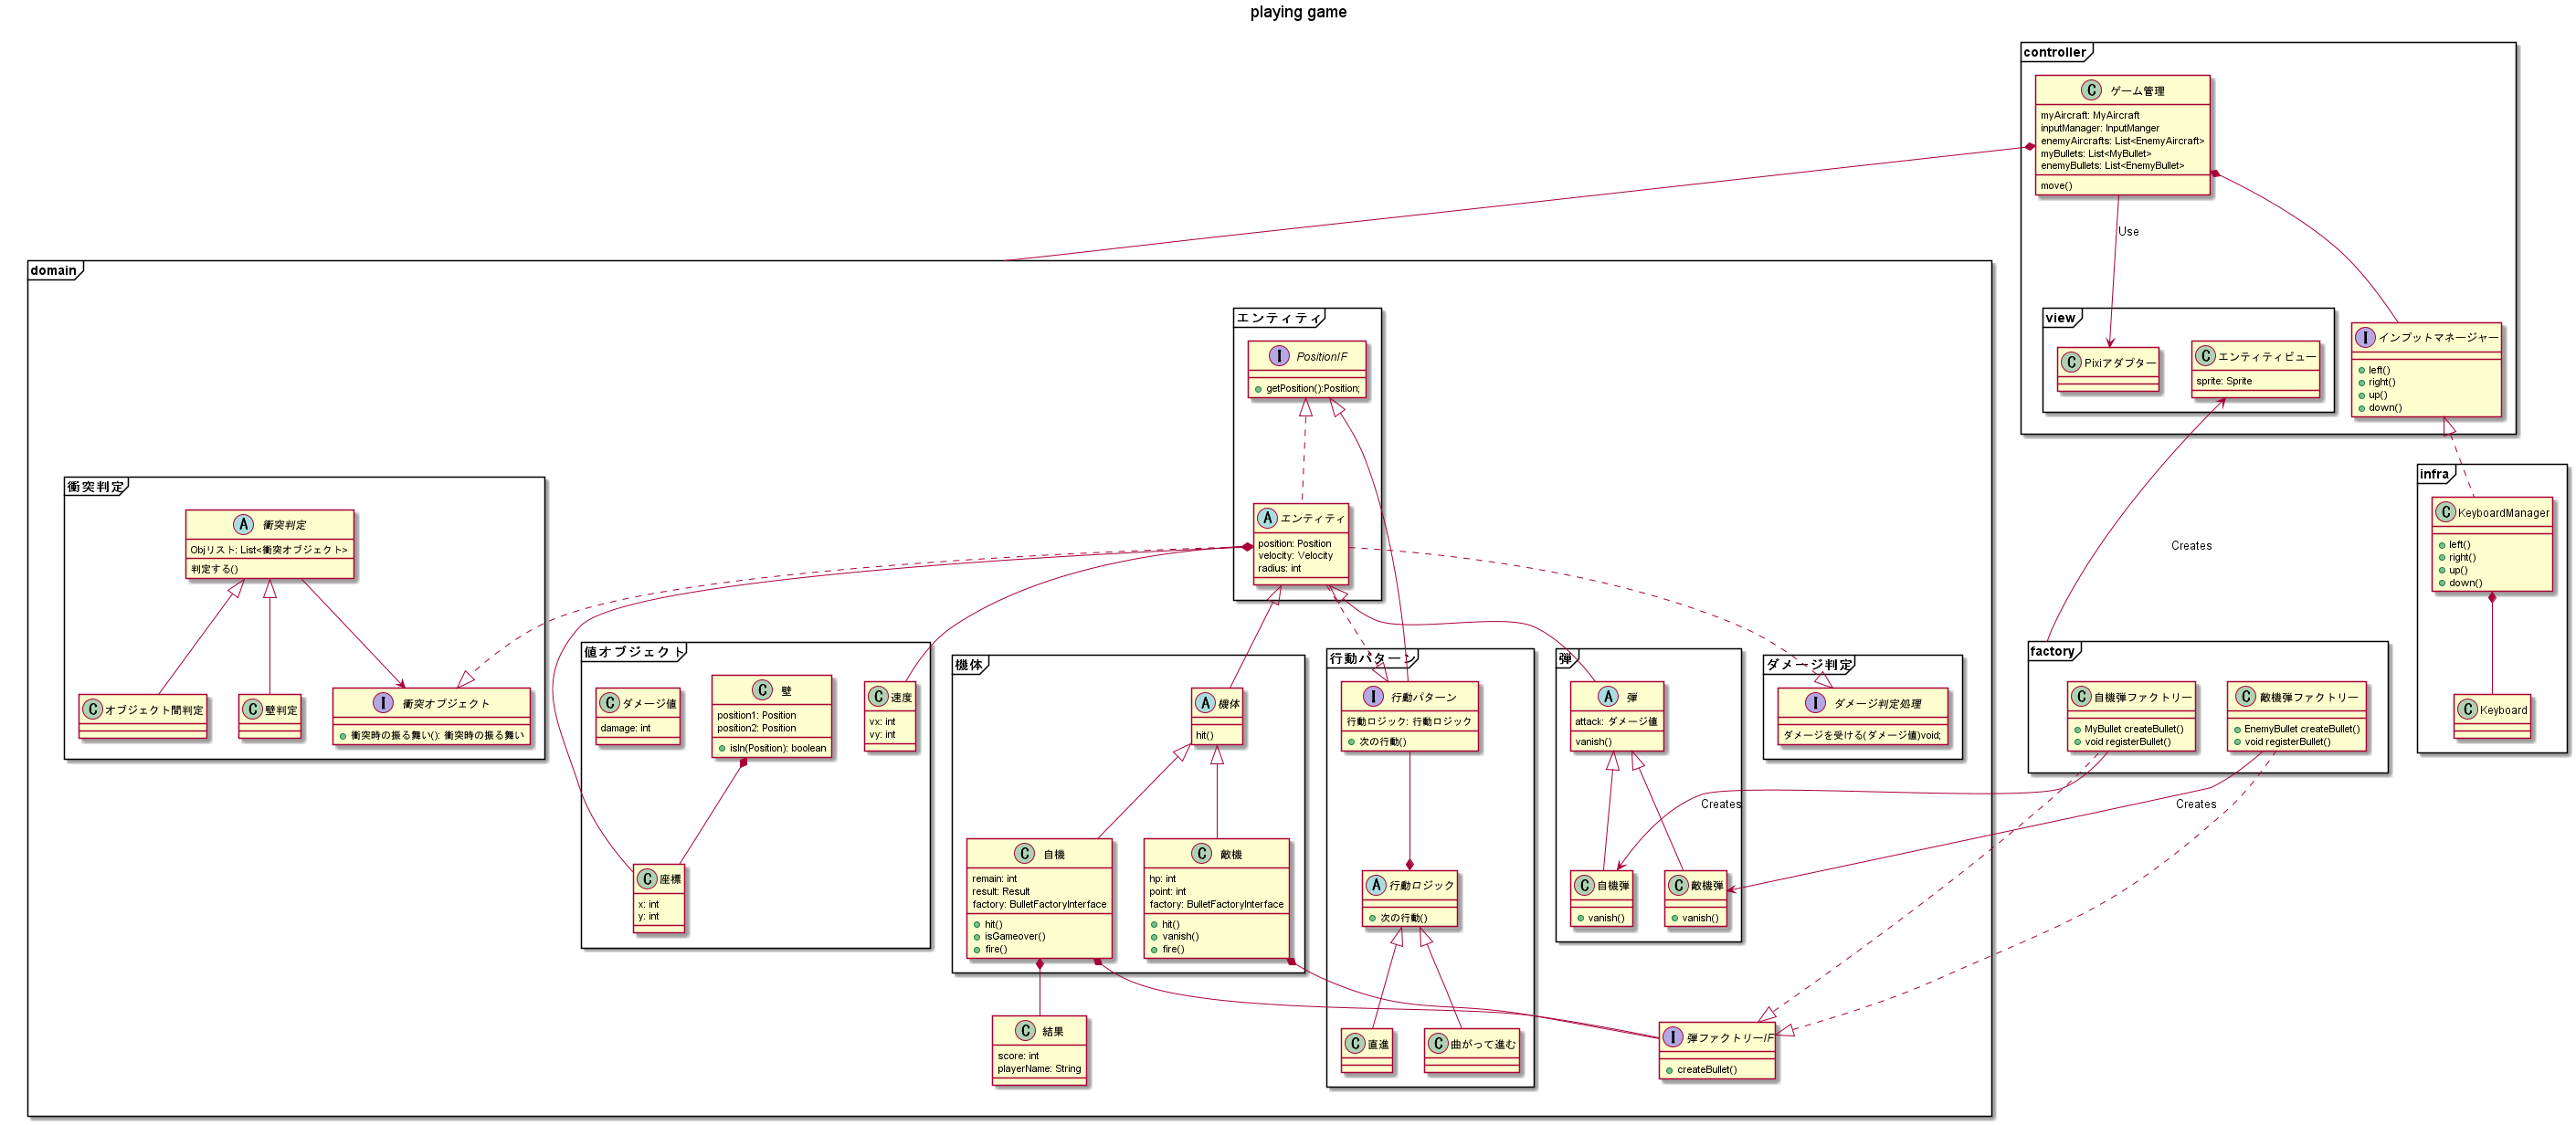 playing game
controller
ゲーム管理
myAircraft: MyAircraft
inputManager: InputManger
enemyAircrafts: List<EnemyAircraft>
myBullets: List<MyBullet>
enemyBullets: List<EnemyBullet>
move()
Use
view
Pixiアダプター
エンティティビュー
sprite: Sprite
インプットマネージャー
left()
right()
up()
down()
domain
エンティティ
PositionIF
getPosition():Position;
エンティティ
position: Position
velocity: Velocity
radius: int
衝突判定
衝突判定
Objリスト: List<衝突オブジェクト>
判定する()
オブジェクト間判定
壁判定
衝突オブジェクト
衝突時の振る舞い(): 衝突時の振る舞い
値オブジェクト
ダメージ値
damage: int
壁
position1: Position
position2: Position
isIn(Position): boolean
速度
vx: int
vy: int
座標
x: int
y: int
機体
機体
hit()
自機
remain: int
result: Result
factory: BulletFactoryInterface
hit()
isGameover()
fire()
敵機
hp: int
point: int
factory: BulletFactoryInterface
hit()
vanish()
fire()
結果
score: int
playerName: String
行動パターン
行動パターン
行動ロジック: 行動ロジック
次の行動()
行動ロジック
次の行動()
直進
曲がって進む
弾
弾
attack: ダメージ値
vanish()
自機弾
vanish()
敵機弾
vanish()
ダメージ判定
ダメージ判定処理
ダメージを受ける(ダメージ値)void;
弾ファクトリーIF
createBullet()
infra
KeyboardManager
left()
right()
up()
down()
Keyboard
Creates
factory
自機弾ファクトリー
MyBullet createBullet()
void registerBullet()
敵機弾ファクトリー
EnemyBullet createBullet()
void registerBullet()
Creates
Creates